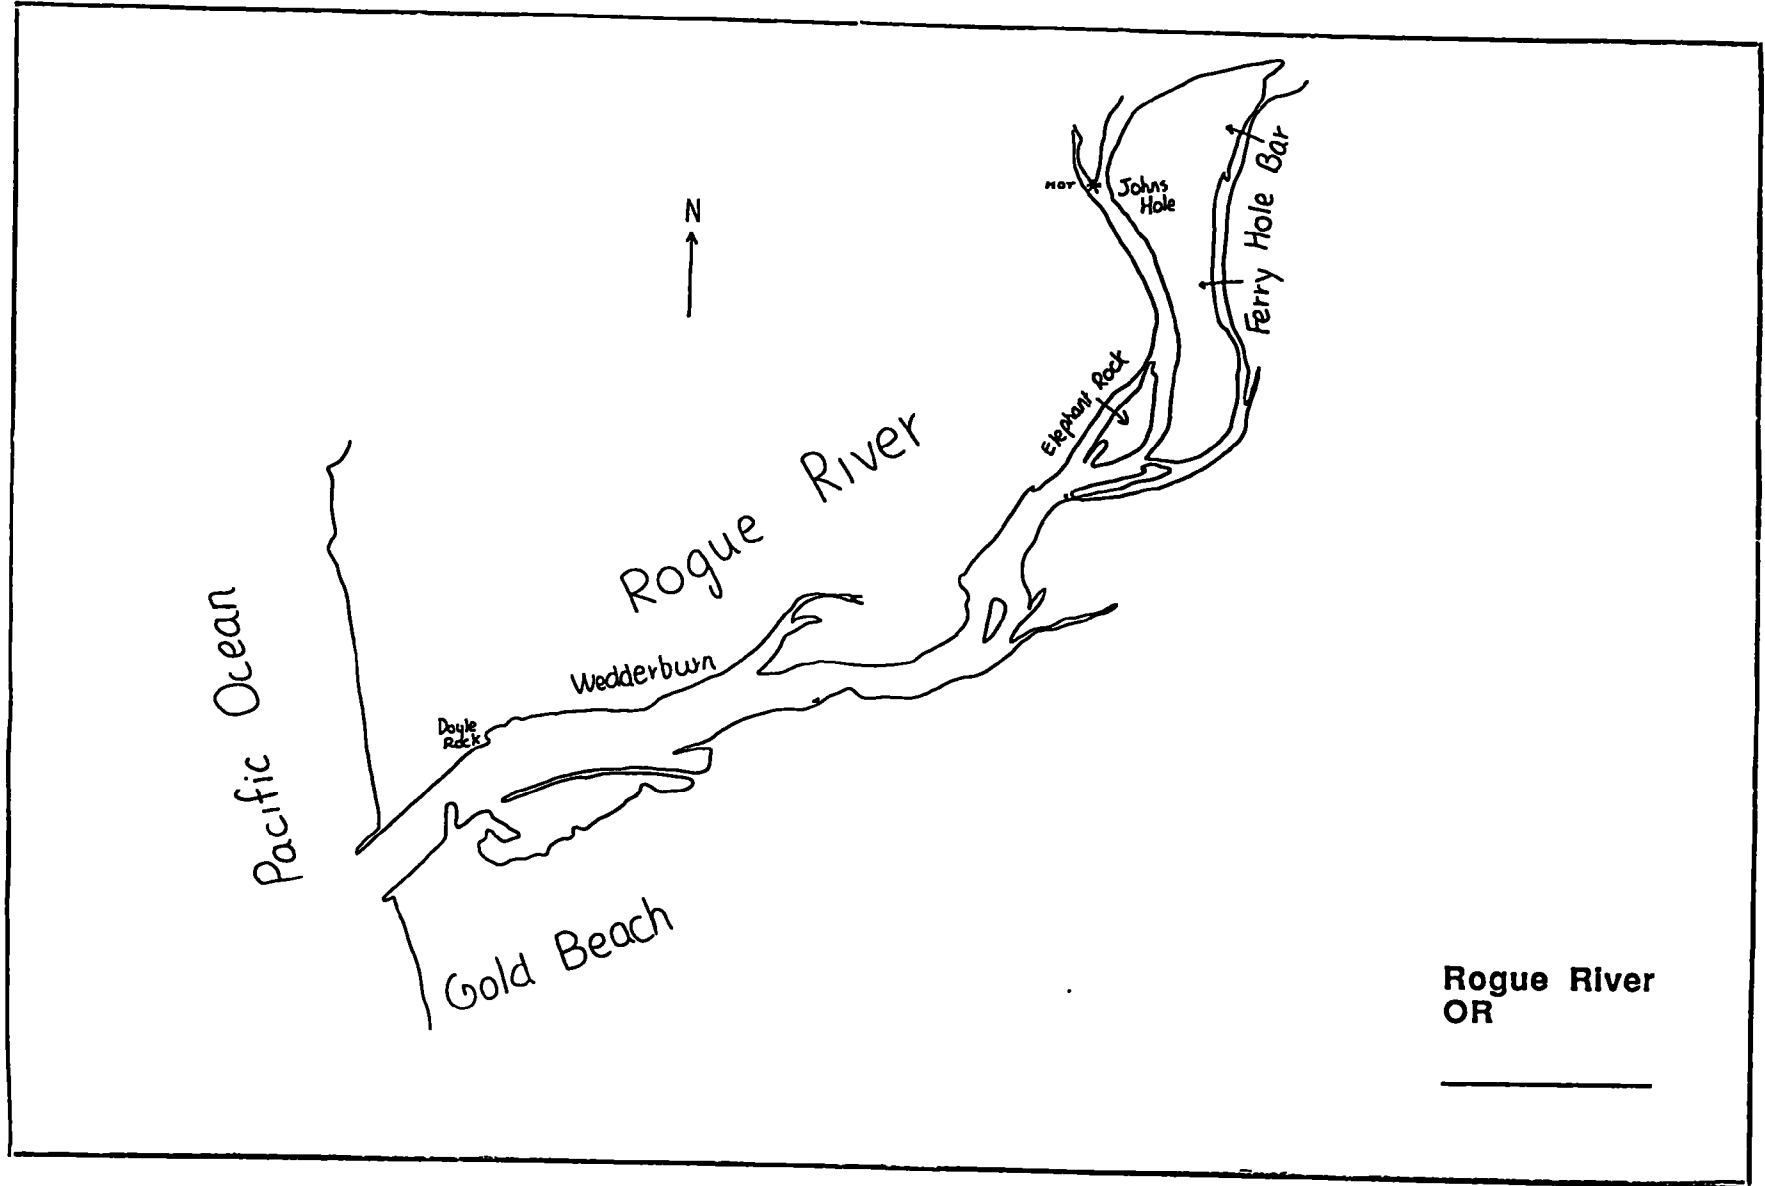 N
HOT
Johns
Hole
Ferry Hole Bar
Elephant Rock
Rogue River
Wedderburn
Doyle
Rock
Pacific Ocean
Gold Beach
Rogue River
OR